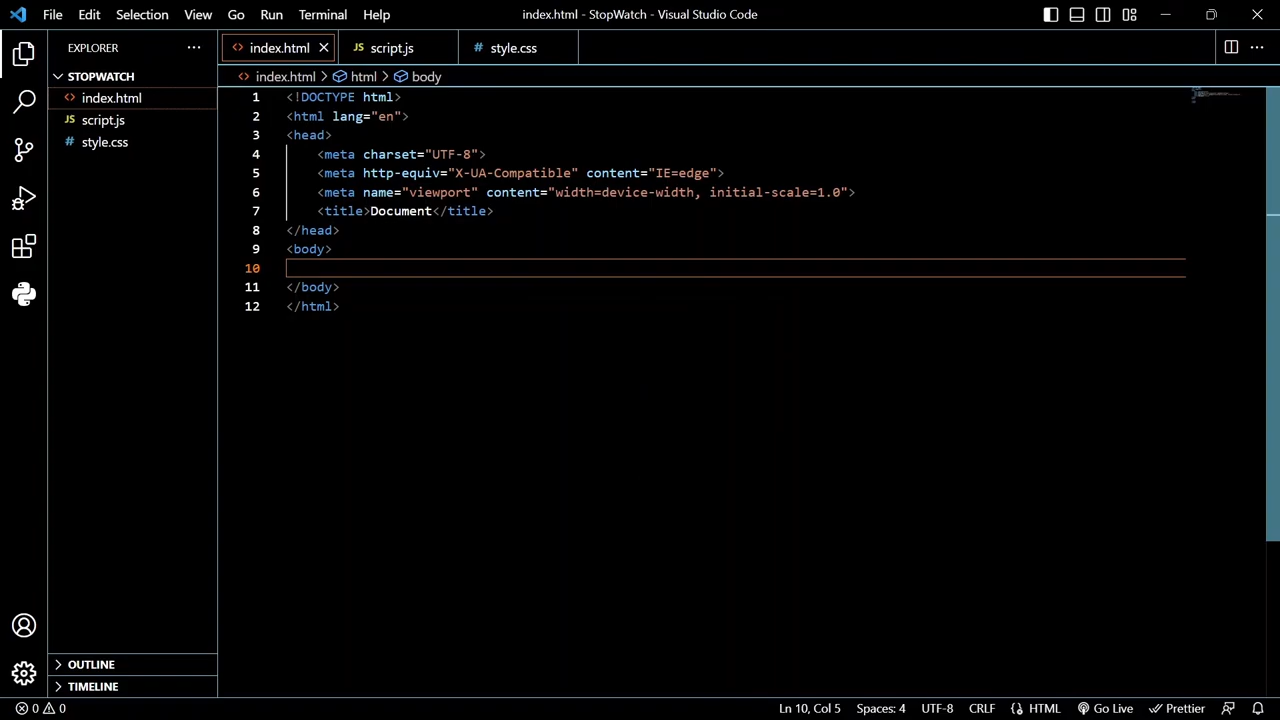 File Edit Selection View Go Run Terminal Help
index.html - StopWatch - Visual Studio Code
EXPLORER
STOPWATCH
index.html
JS script.js
# style.css
OUTLINE
TIMELINE
index.html
JS script.js
# style.css
index.html > html > body
1 <!DOCTYPE html>
2 <html lang="en">
3 <head>
4     <meta charset="UTF-8">
5     <meta http-equiv="X-UA-Compatible" content="IE=edge">
6     <meta name="viewport" content="width=device-width, initial-scale=1.0">
7     <title>Document</title>
8 </head>
9 <body>
10
11 </body>
12 </html>
0 0
Ln 10, Col 5 Spaces: 4 UTF-8 CRLF HTML Go Live Prettier